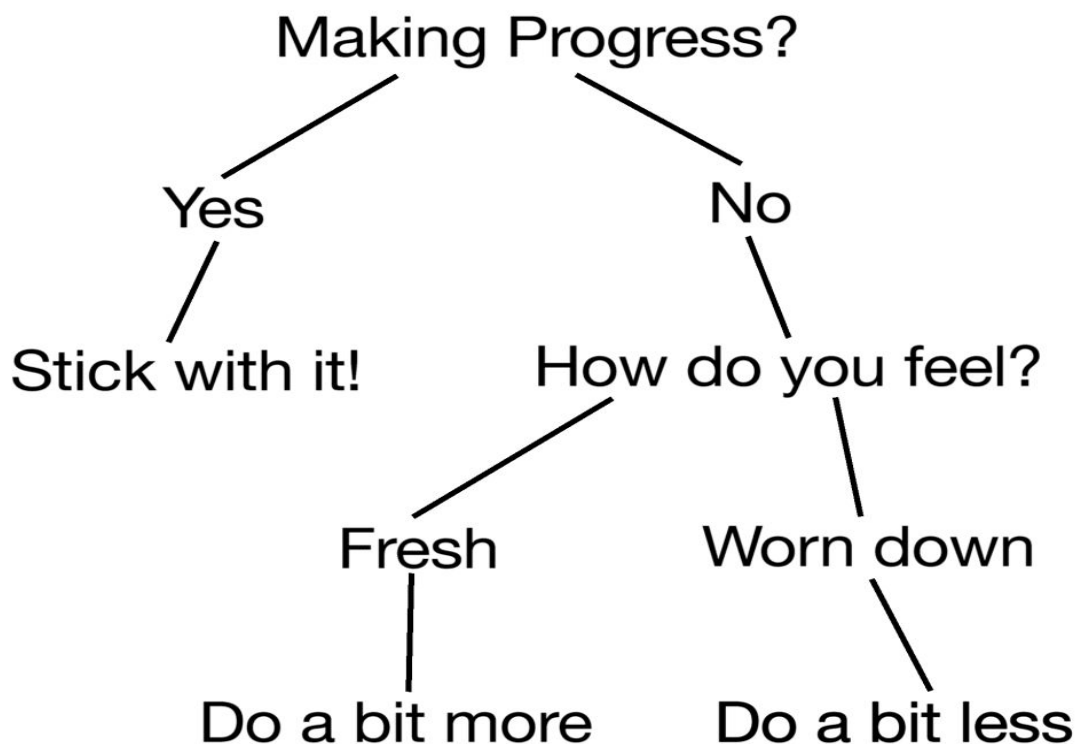 Making Progress?
Yes
No
Stick with it!
How do you feel?
Fresh
Worn down
Do a bit more
Do a bit less